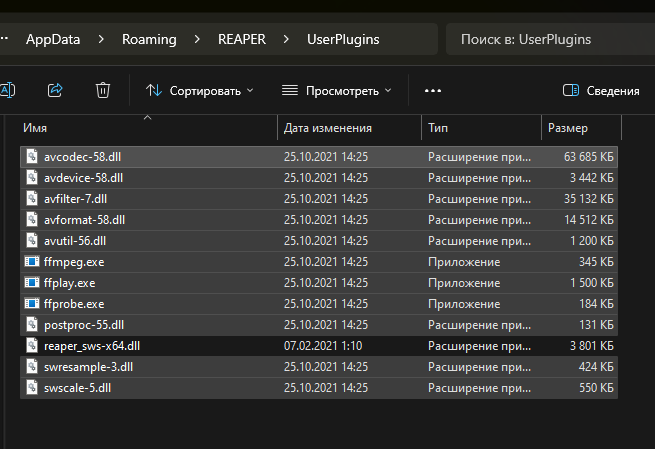 AppData > Roaming > REAPER > UserPlugins Поиск в: UserPlugins
Сортировать Просмотреть ••• Сведения
Имя Дата изменения Тип Размер
avcodec-58.dll 25.10.2021 14:25 Расширение при... 63 685 КБ
avdevice-58.dll 25.10.2021 14:25 Расширение при... 3 442 КБ
avfilter-7.dll 25.10.2021 14:25 Расширение при... 35 132 КБ
avformat-58.dll 25.10.2021 14:25 Расширение при... 14 512 КБ
avutil-56.dll 25.10.2021 14:25 Расширение при... 1 200 КБ
ffmpeg.exe 25.10.2021 14:25 Приложение 345 КБ
ffplay.exe 25.10.2021 14:25 Приложение 1 500 КБ
ffprobe.exe 25.10.2021 14:25 Приложение 184 КБ
postproc-55.dll 25.10.2021 14:25 Расширение при... 131 КБ
reaper_sws-x64.dll 07.02.2021 1:10 Расширение при... 3 801 КБ
swresample-3.dll 25.10.2021 14:25 Расширение при... 424 КБ
swscale-5.dll 25.10.2021 14:25 Расширение при... 550 КБ